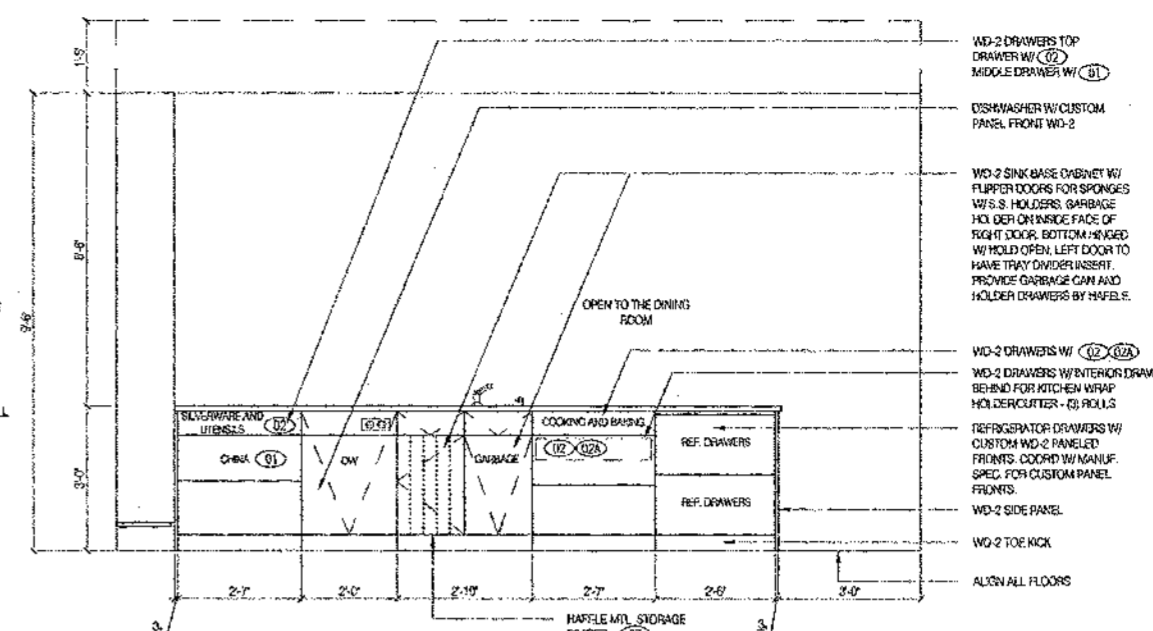 WD-2 DRAWERS TOP
DRAWER W/ 02
MIDDLE DRAWER W/ 01
DISHWASHER W/ CUSTOM
PANEL FRONT WD-2
WD-2 SINK BASE CABINET W/
FLIPPER DOORS FOR SPONGES
W/ S.S. HOLDERS, GARBAGE
HOLDER ON INSIDE FACE OF
RIGHT DOOR, BOTTOM HINGED
W/ HOLD OPEN, LEFT DOOR TO
HAVE TRAY DIVIDER INSERT.
PROVIDE GARBAGE CAN AND
HOLDER DRAWERS BY HAFELE.
OPEN TO THE DINING
ROOM
WD-2 DRAWERS W/ 02 02A
WD-2 DRAWERS W/ INTERIOR DRAW
BEHIND FOR KITCHEN WRAP
HOLDER/CUTTER - (3) ROLLS
REFRIGERATOR DRAWERS W/
CUSTOM WD-2 PANELED
FRONTS. COORD W/ MANUF.
SPEC. FOR CUSTOM PANEL
FRONTS.
WD-2 SIDE PANEL
WD-2 TOE KICK
ALIGN ALL FLOORS
1'-5"
8'-6"
9'-6"
3'-0"
SILVERWARE AND
UTENSILS 02
CHINA 01
DW
GARBAGE
COOKING AND BAKING
02 02A
REF. DRAWERS
REF. DRAWERS
2'-7" 2'-0" 2'-10" 2'-7" 2'-6" 3'-0"
HAFFLE MTL. STORAGE